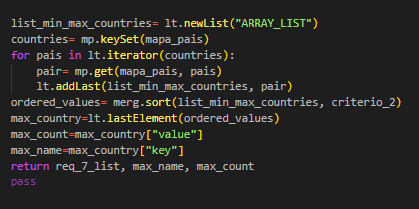 list_min_max_countries= lt.newList("ARRAY_LIST")
countries= mp.keySet(mapa_pais)
for pais in lt.iterator(countries):
    pair= mp.get(mapa_pais, pais)
    lt.addLast(list_min_max_countries, pair)
ordered_values= merg.sort(list_min_max_countries, criterio_2)
max_country=lt.lastElement(ordered_values)
max_count=max_country["value"]
max_name=max_country["key"]
return req_7_list, max_name, max_count
pass